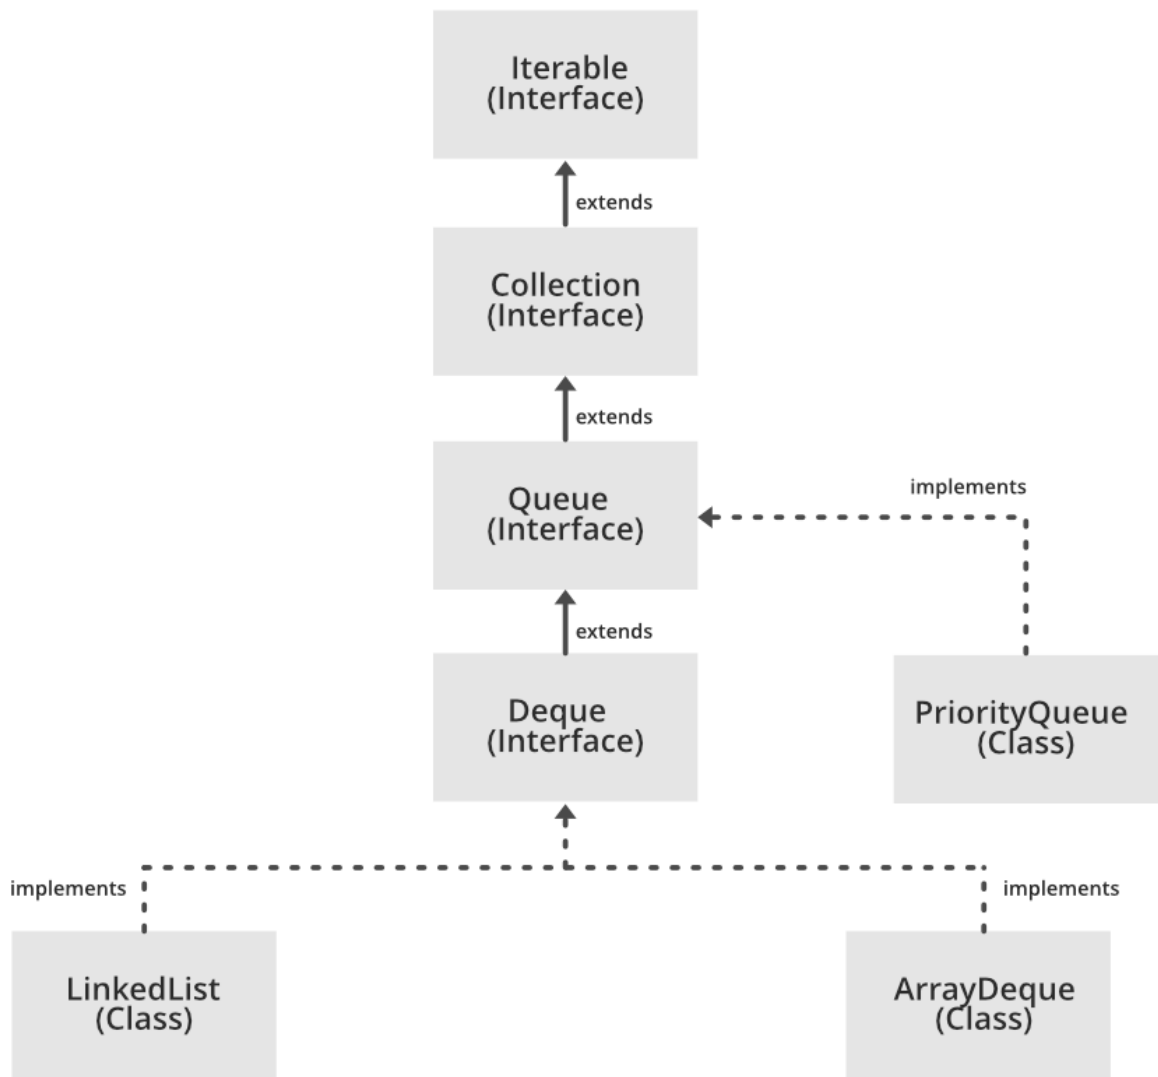 Iterable
(Interface)
extends
Collection
(Interface)
extends
Queue
(Interface)
implements
extends
Deque
(Interface)
PriorityQueue
(Class)
implements
implements
LinkedList
(Class)
ArrayDeque
(Class)